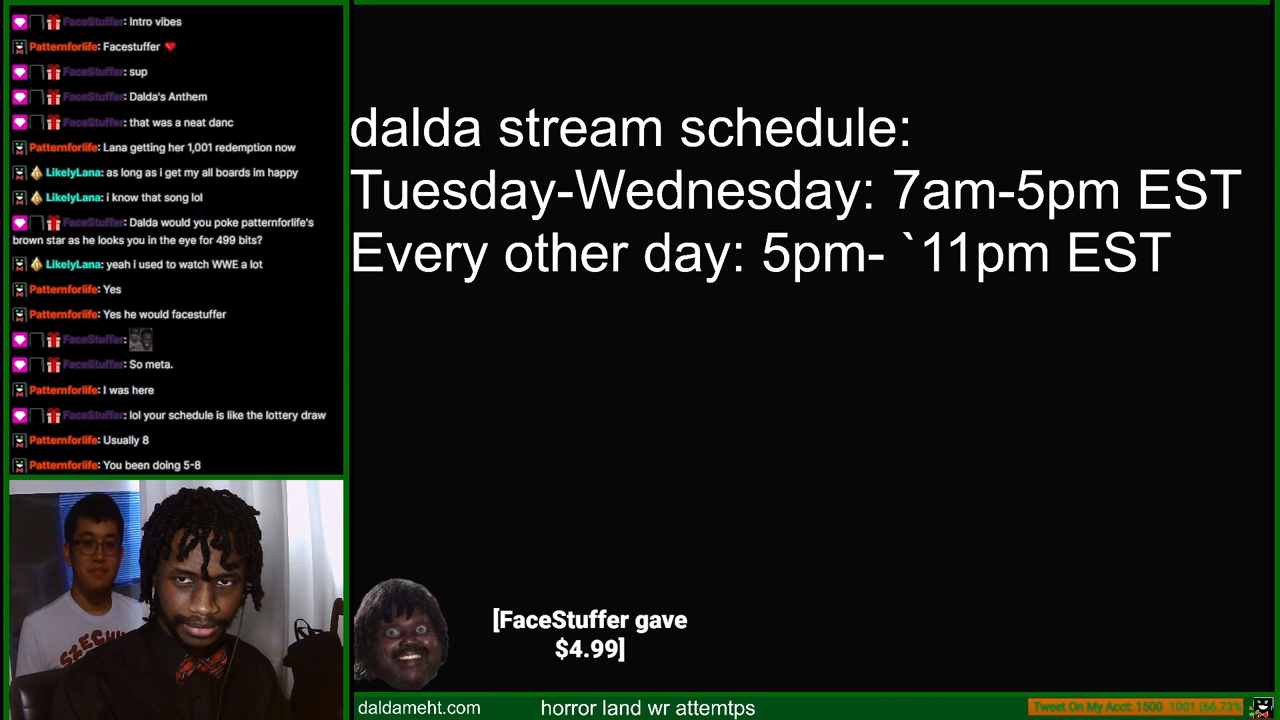 FaceStuffer: Intro vibes
Patternforlife: Facestuffer
FaceStuffer: sup
FaceStuffer: Dalda's Anthem
FaceStuffer: that was a neat danc
Patternforlife: Lana getting her 1,001 redemption now
LikelyLana: as long as i get my all boards im happy
LikelyLana: i know that song lol
FaceStuffer: Dalda would you poke patternforlife's
brown star as he looks you in the eye for 499 bits?
LikelyLana: yeah i used to watch WWE a lot
Patternforlife: Yes
Patternforlife: Yes he would facestuffer
FaceStuffer:
FaceStuffer: So meta.
Patternforlife: I was here
FaceStuffer: lol your schedule is like the lottery draw
Patternforlife: Usually 8
Patternforlife: You been doing 5-8
dalda stream schedule:
Tuesday-Wednesday: 7am-5pm EST
Every other day: 5pm- `11pm EST
[FaceStuffer gave
$4.99]
daldameht.com
horror land wr attemtps
Tweet On My Acct: 1500 1001 (66.73%